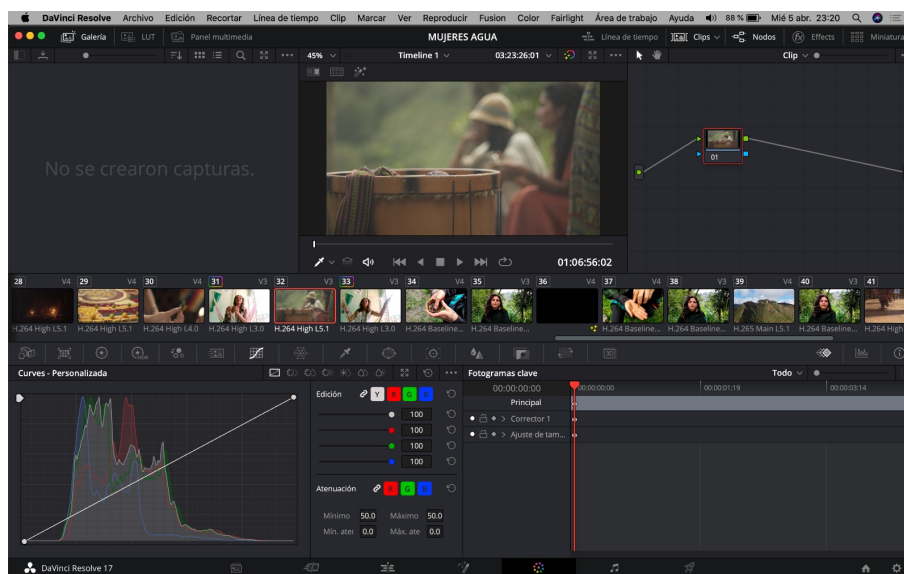 DaVinci Resolve Archivo Edición Recortar Línea de tiempo Clip Marcar Ver Reproducir Fusion Color Fairlight Área de trabajo Ayuda 88 % Mié 5 abr. 23:20
Galería LUT Panel multimedia MUJERES AGUA Línea de tiempo Clips Nodos Effects Miniatura
45% Timeline 1 03:23:26:01 Clip
No se crearon capturas.
01
01:06:56:02
28 V4 29 V4 30 V4 31 V3 32 V3 33 V3 34 V4 35 V3 36 V4 37 V4 38 V3 39 V4 40 V3 41
H.264 High L5.1 H.264 High L5.1 H.264 High L4.0 H.264 High L3.0 H.264 High L5.1 H.264 High L3.0 H.264 Baseline... H.264 Baseline... H.264 Baseline... H.264 Baseline... H.265 Main L5.1 H.264 Baseline... H.264 High
Curves - Personalizada Fotogramas clave Todo
Edición Y R G B 00:00:00:00 00:00:00:00 00:00:01:19 00:00:03:14
Principal
100 Corrector 1
100 Ajuste de tam...
100
100
Atenuación R G B
Mínimo 50.0 Máximo 50.0
Mín. ate 0.0 Máx. ate 0.0
DaVinci Resolve 17